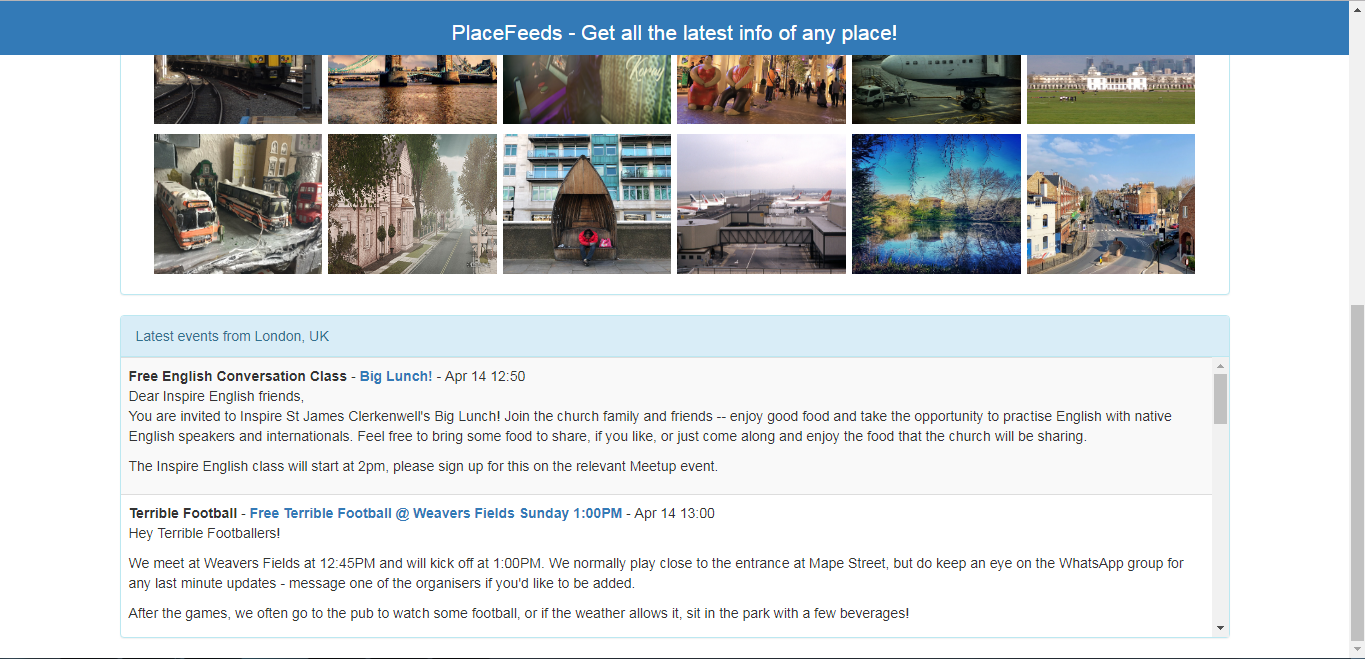 PlaceFeeds - Get all the latest info of any place!
Latest events from London, UK
Free English Conversation Class - Big Lunch! - Apr 14 12:50
Dear Inspire English friends,
You are invited to Inspire St James Clerkenwell's Big Lunch! Join the church family and friends -- enjoy good food and take the opportunity to practise English with native
English speakers and internationals. Feel free to bring some food to share, if you like, or just come along and enjoy the food that the church will be sharing.
The Inspire English class will start at 2pm, please sign up for this on the relevant Meetup event.
Terrible Football - Free Terrible Football @ Weavers Fields Sunday 1:00PM - Apr 14 13:00
Hey Terrible Footballers!
We meet at Weavers Fields at 12:45PM and will kick off at 1:00PM. We normally play close to the entrance at Mape Street, but do keep an eye on the WhatsApp group for
any last minute updates - message one of the organisers if you'd like to be added.
After the games, we often go to the pub to watch some football, or if the weather allows it, sit in the park with a few beverages!